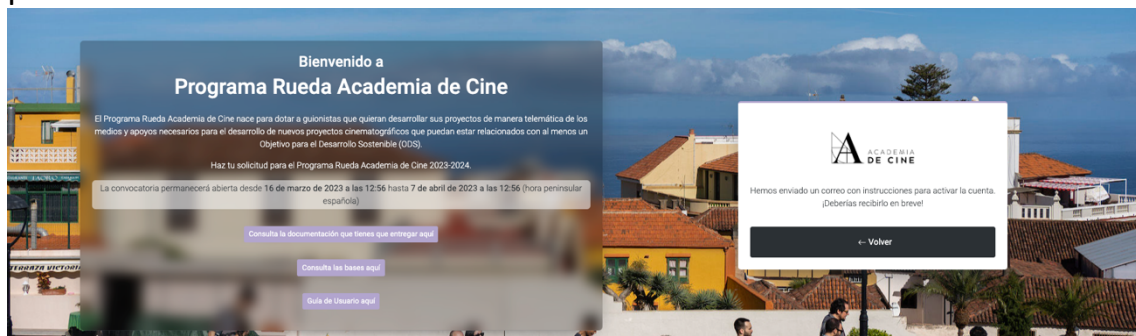 Bienvenido a
Programa Rueda Academia de Cine
El Programa Rueda Academia de Cine nace para dotar a guionistas que quieran desarrollar sus proyectos de manera telemática de los
medios y apoyos necesarios para el desarrollo de nuevos proyectos cinematográficos que puedan estar relacionados con al menos un
Objetivo para el Desarrollo Sostenible (ODS).
Haz tu solicitud para el Programa Rueda Academia de Cine 2023-2024.
La convocatoria permanecerá abierta desde 16 de marzo de 2023 a las 12:56 hasta 7 de abril de 2023 a las 12:56 (hora peninsular
española)
Consulta la documentación que tienes que entregar aquí
Consulta las bases aquí
Guía de Usuario aquí
TERRAZA VICTORIA
ACADEMIA
DE CINE
Hemos enviado un correo con instrucciones para activar la cuenta.
¡Deberías recibirlo en breve!
← Volver